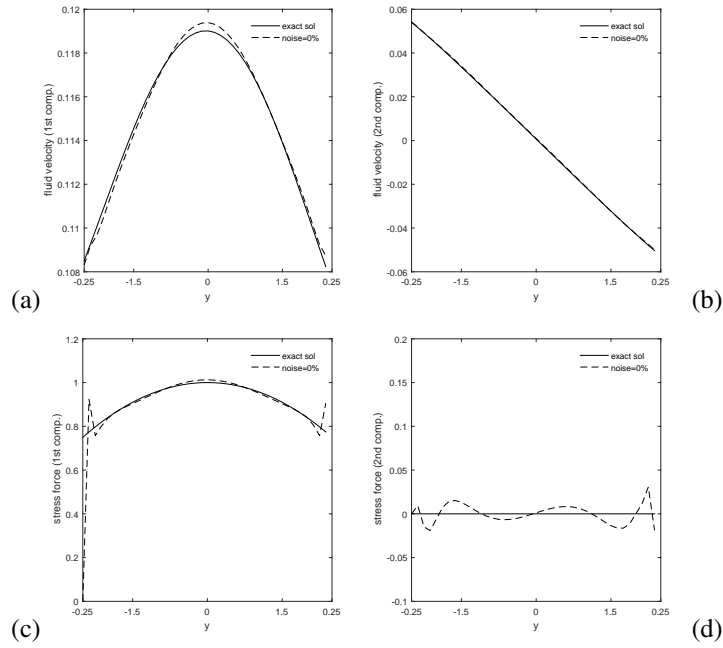 0.12
0.118
0.116
0.114
0.112
0.11
0.108
-0.25
-1.5
0
1.5
0.25
y
fluid velocity (1st comp.)
exact sol
noise=0%
(a)
0.06
0.04
0.02
0
-0.02
-0.04
-0.06
-0.25
-1.5
0
1.5
0.25
y
fluid velocity (2nd comp.)
exact sol
noise=0%
(b)
1.2
1
0.8
0.6
0.4
0.2
0
-0.25
-1.5
0
1.5
0.25
y
stress force (1st comp.)
exact sol
noise=0%
(c)
0.2
0.15
0.1
0.05
0
-0.05
-0.1
-0.25
-1.5
0
1.5
0.25
y
stress force (2nd comp.)
exact sol
noise=0%
(d)